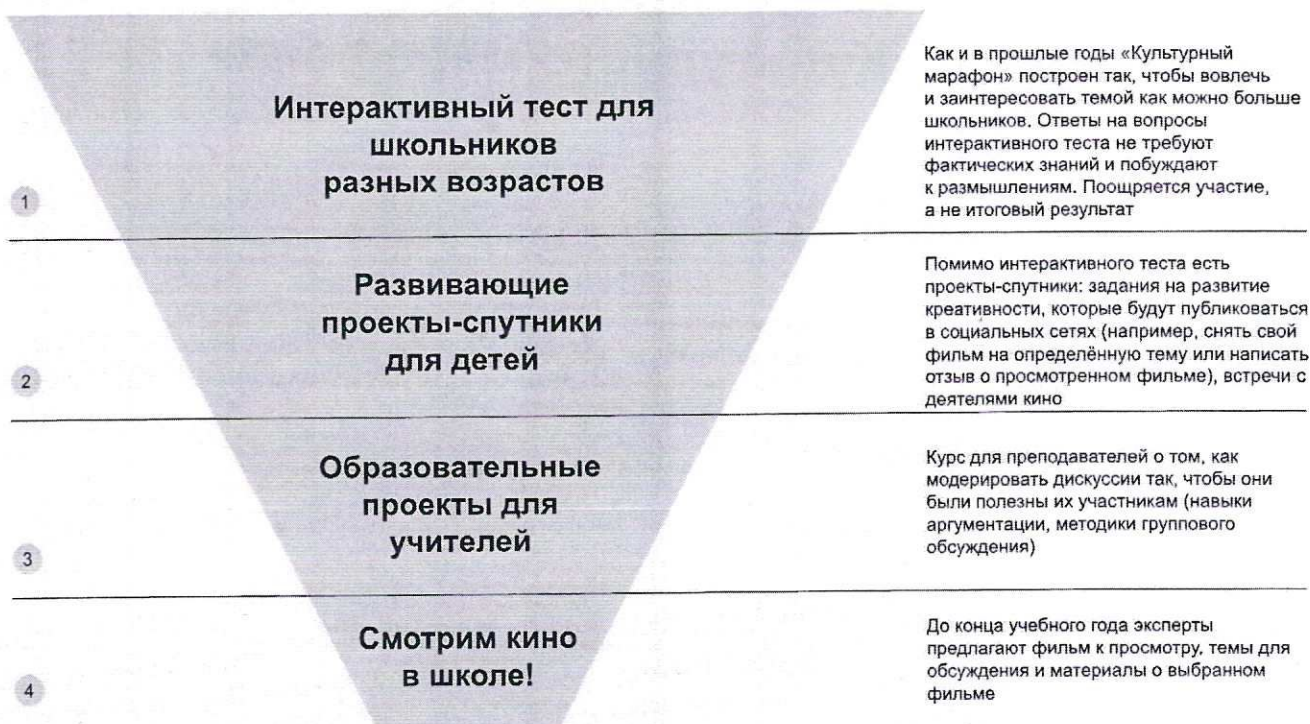 Интерактивный тест для
школьников
разных возрастов
1
Как и в прошлые годы «Культурный
марафон» построен так, чтобы вовлечь
и заинтересовать темой как можно больше
школьников. Ответы на вопросы
интерактивного теста не требуют
фактических знаний и побуждают
к размышлениям. Поощряется участие,
а не итоговый результат
Развивающие
проекты-спутники
для детей
2
Помимо интерактивного теста есть
проекты-спутники: задания на развитие
креативности, которые будут публиковаться
в социальных сетях (например, снять свой
фильм на определённую тему или написать
отзыв о просмотренном фильме), встречи с
деятелями кино
Образовательные
проекты для
учителей
3
Курс для преподавателей о том, как
модерировать дискуссии так, чтобы они
были полезны их участникам (навыки
аргументации, методики группового
обсуждения)
Смотрим кино
в школе!
4
До конца учебного года эксперты
предлагают фильм к просмотру, темы для
обсуждения и материалы о выбранном
фильме